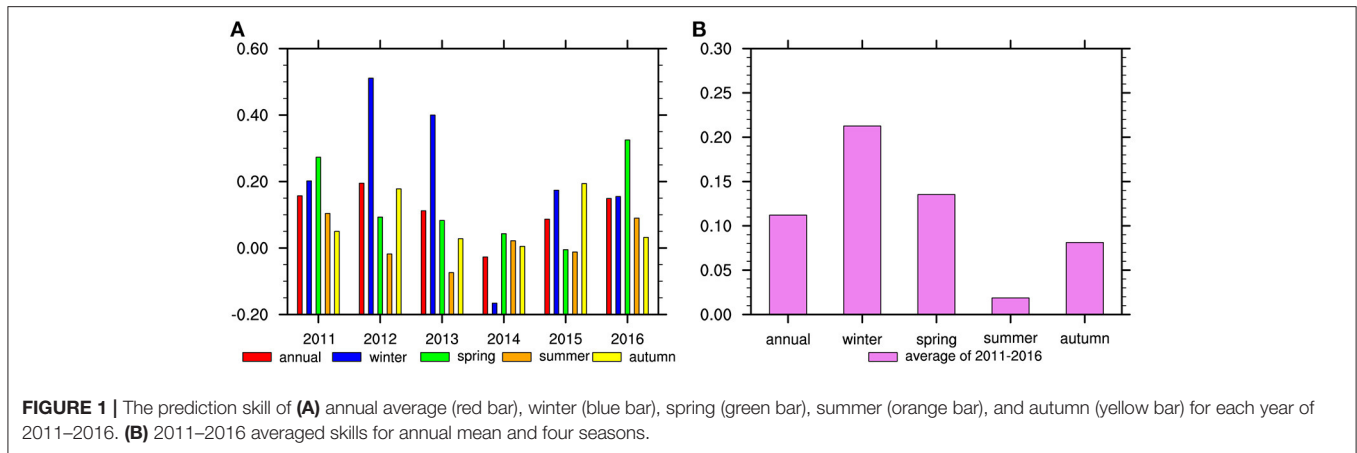 A
0.60
0.40
0.20
0.00
-0.20
2011 2012 2013 2014 2015 2016
annual winter spring summer autumn
B
0.30
0.25
0.20
0.15
0.10
0.05
0.00
annual winter spring summer autumn
average of 2011-2016
FIGURE 1 | The prediction skill of (A) annual average (red bar), winter (blue bar), spring (green bar), summer (orange bar), and autumn (yellow bar) for each year of
2011–2016. (B) 2011–2016 averaged skills for annual mean and four seasons.